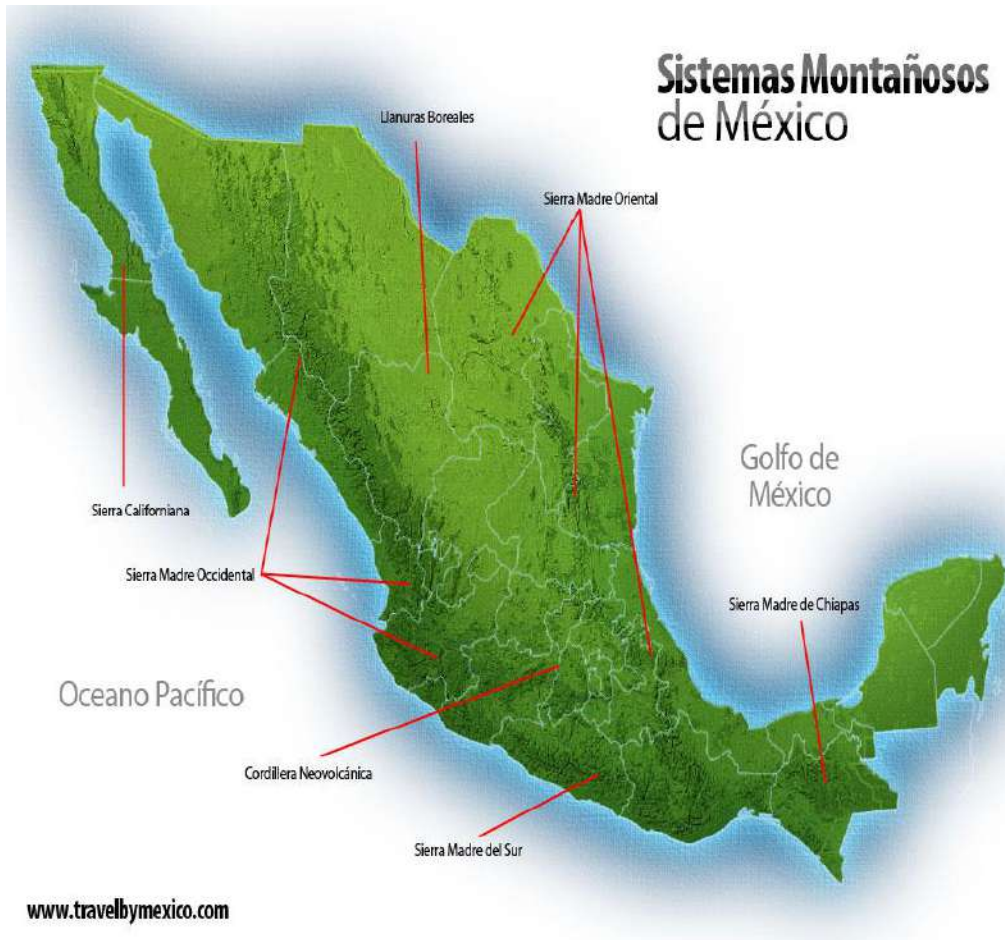 Sistemas Montañosos
de México
Llanuras Boreales
Sierra Madre Oriental
Golfo de
México
Sierra Californiana
Sierra Madre Occidental
Sierra Madre de Chiapas
Oceano Pacífico
Cordillera Neovolcánica
Sierra Madre del Sur
www.travelbymexico.com